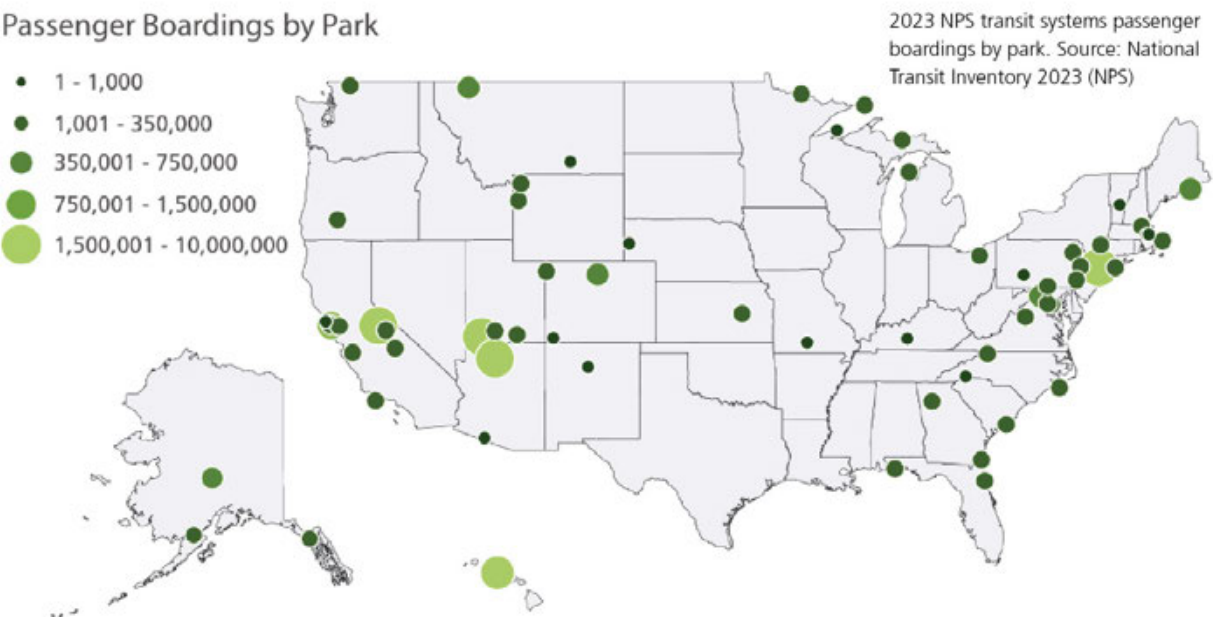 Passenger Boardings by Park
1 - 1,000
1,001 - 350,000
350,001 - 750,000
750,001 - 1,500,000
1,500,001 - 10,000,000
2023 NPS transit systems passenger
boardings by park. Source: National
Transit Inventory 2023 (NPS)